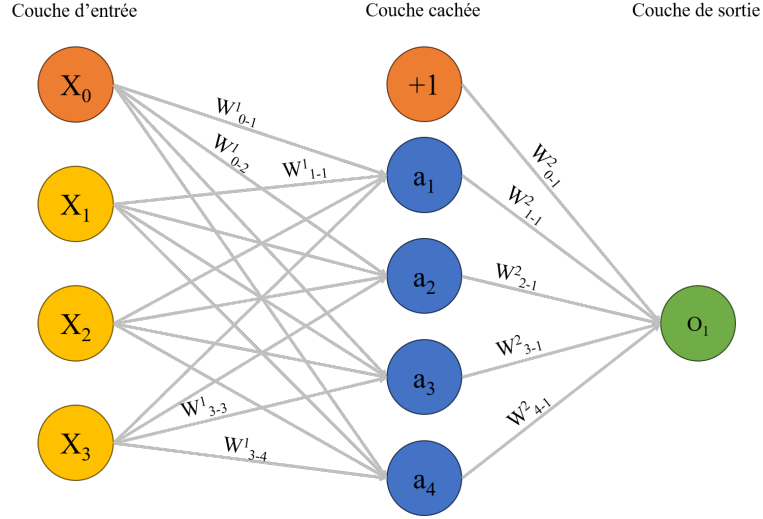 Couche d'entrée
Couche cachée
Couche de sortie
X₀
X₁
X₂
X₃
+1
a₁
a₂
a₃
a₄
O₁
W¹₀₋₁
W¹₀₋₂
W¹₁₋₁
W¹₃₋₃
W¹₃₋₄
W²₀₋₁
W²₁₋₁
W²₂₋₁
W²₃₋₁
W²₄₋₁